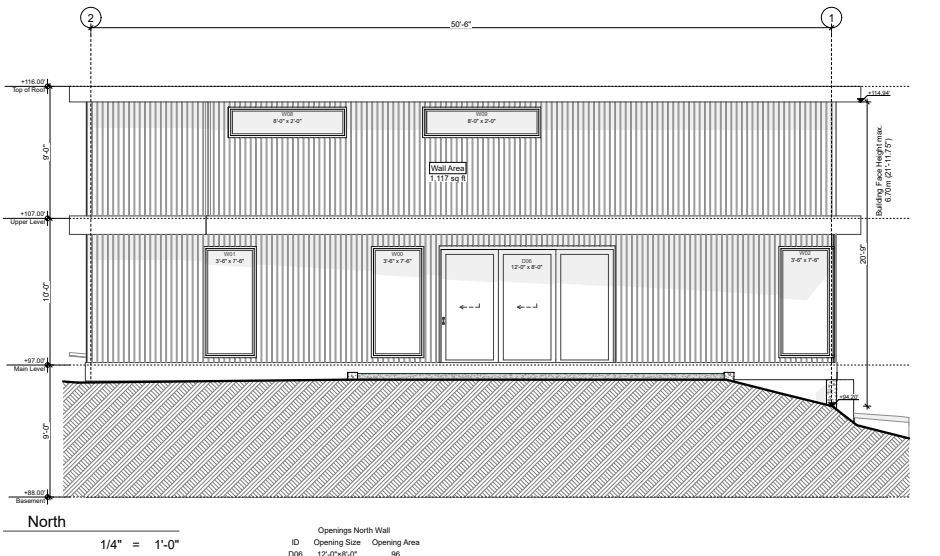 2
1
50'-6"
+116.00'
Top of Roof
+114.94'
W08
8'-0" x 2'-0"
W09
8'-0" x 2'-0"
9'-0"
Wall Area
1,117 sq ft
Building Face Height max.
6.70m (21'-11.75")
+107.00'
Upper Level
W01
3'-6" x 7'-6"
W00
3'-6" x 7'-6"
D06
12'-0" x 8'-0"
W02
3'-6" x 7'-6"
20'-9"
10'-0"
+97.00'
Main Level
+94.20'
9'-0"
+88.00'
Basement
North
1/4" = 1'-0"
Openings North Wall
ID Opening Size Opening Area
D06 12'-0"x8'-0" 96